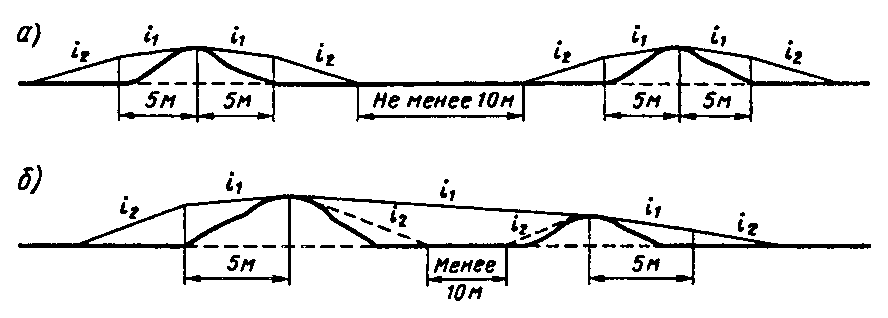 а)
i₂ i₁ i₁ i₂ i₂ i₁ i₁ i₂
5м 5м Не менее 10м 5м 5м
б)
i₂ i₁ i₂ i₁ i₂ i₁ i₂
5м Менее 5м
10м